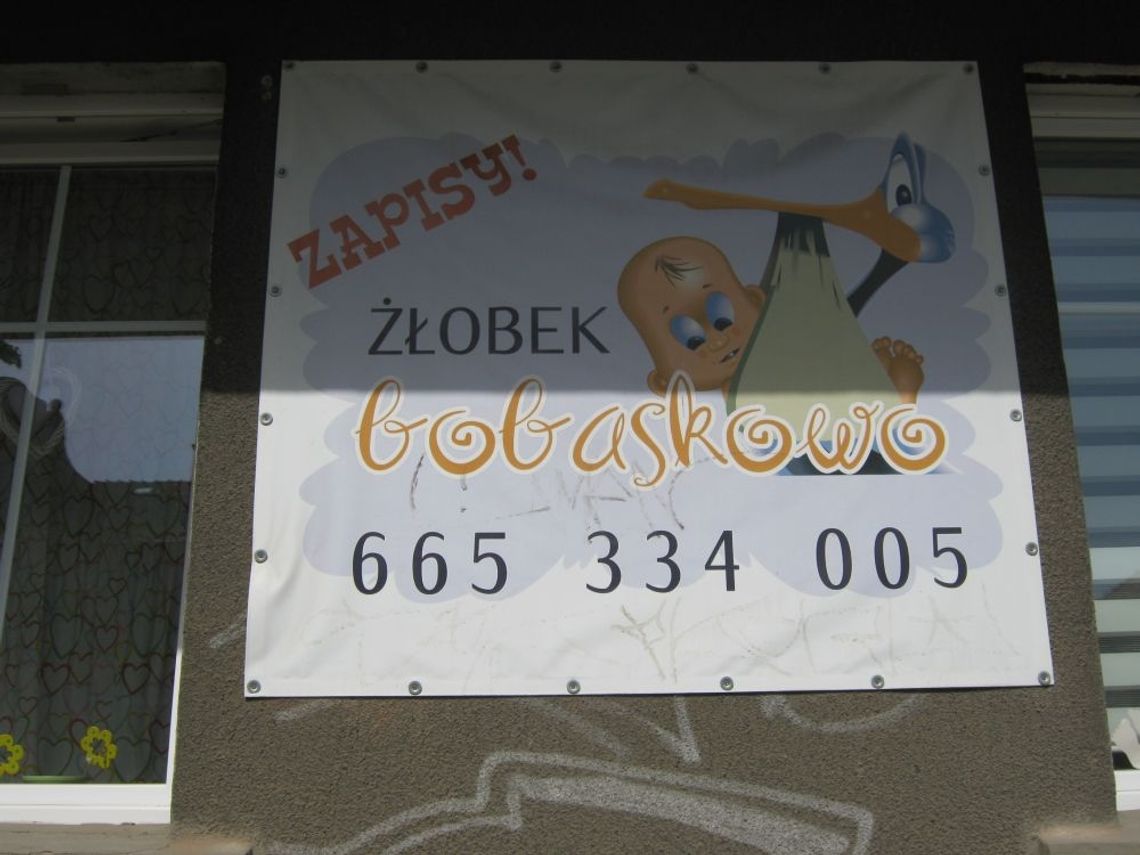 ZAPISY!
ŻŁOBEK
bobaskowo
665 334 005